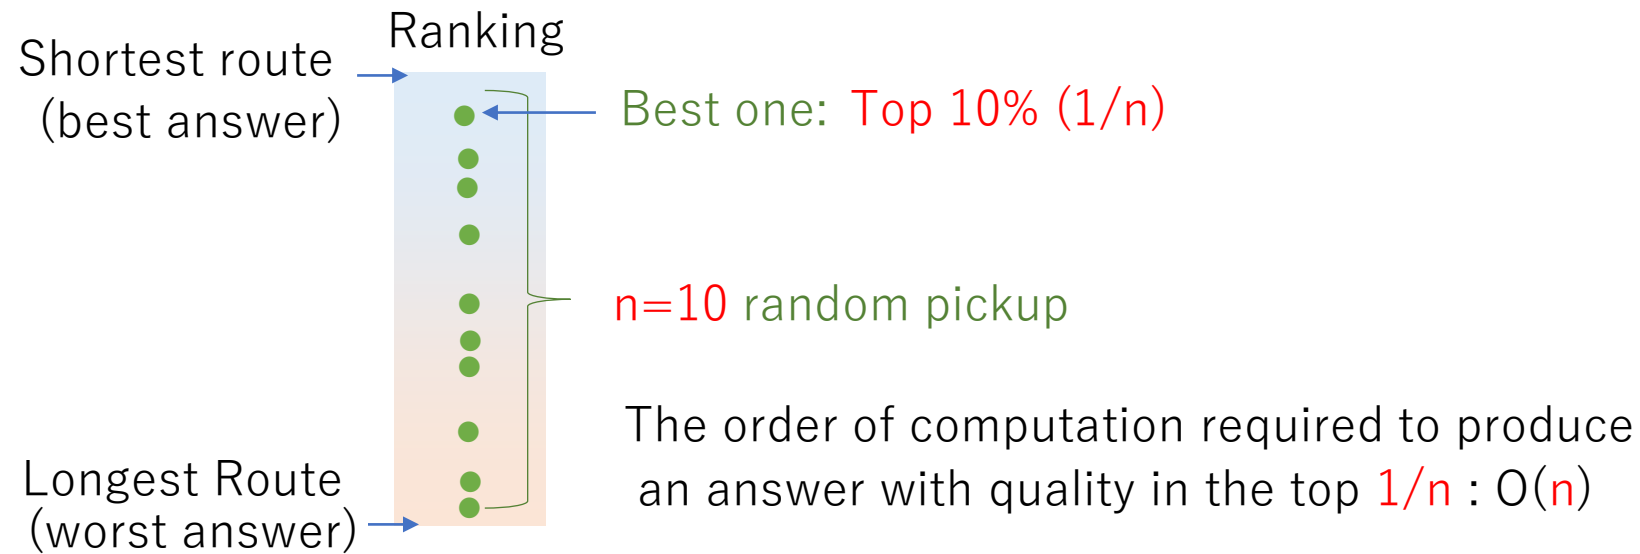 Ranking
Shortest route
(best answer)
Best one: Top 10% (1/n)
n=10 random pickup
The order of computation required to produce
an answer with quality in the top 1/n : O(n)
Longest Route
(worst answer)